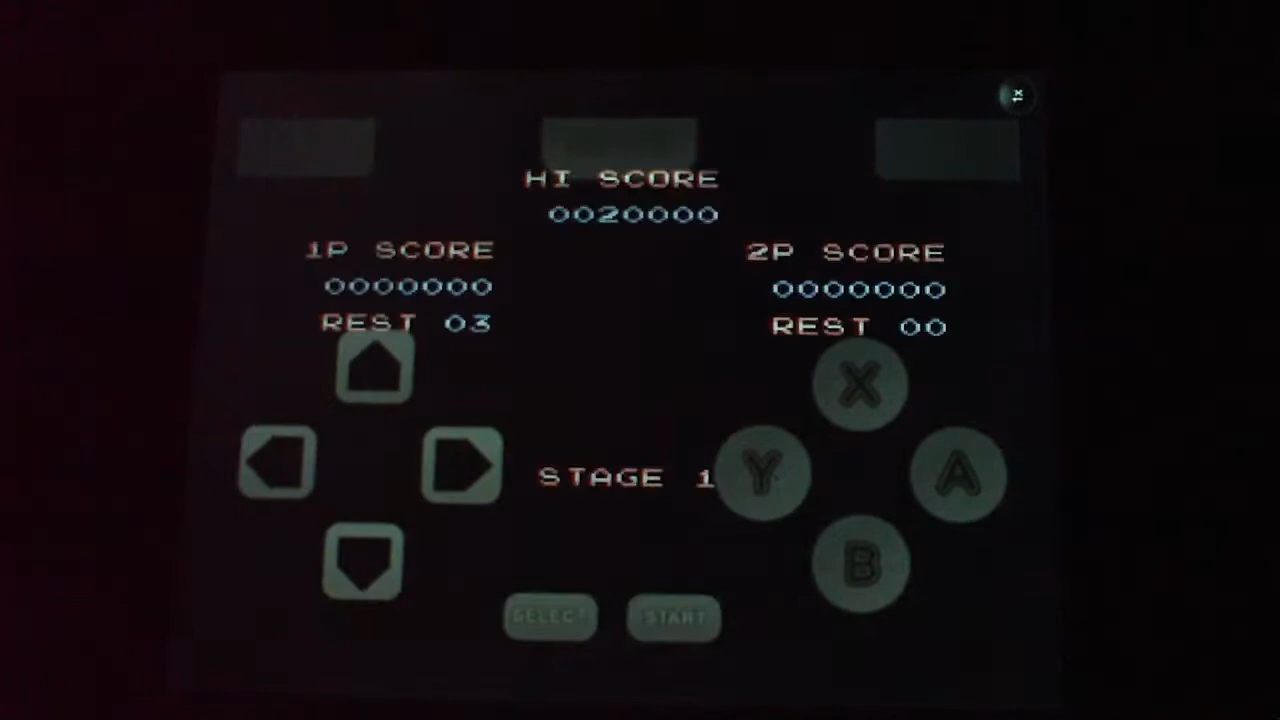 HI SCORE
0020000
1P SCORE
0000000
REST 03
2P SCORE
0000000
REST 00
STAGE 1
X
Y
A
B
SELECT
START